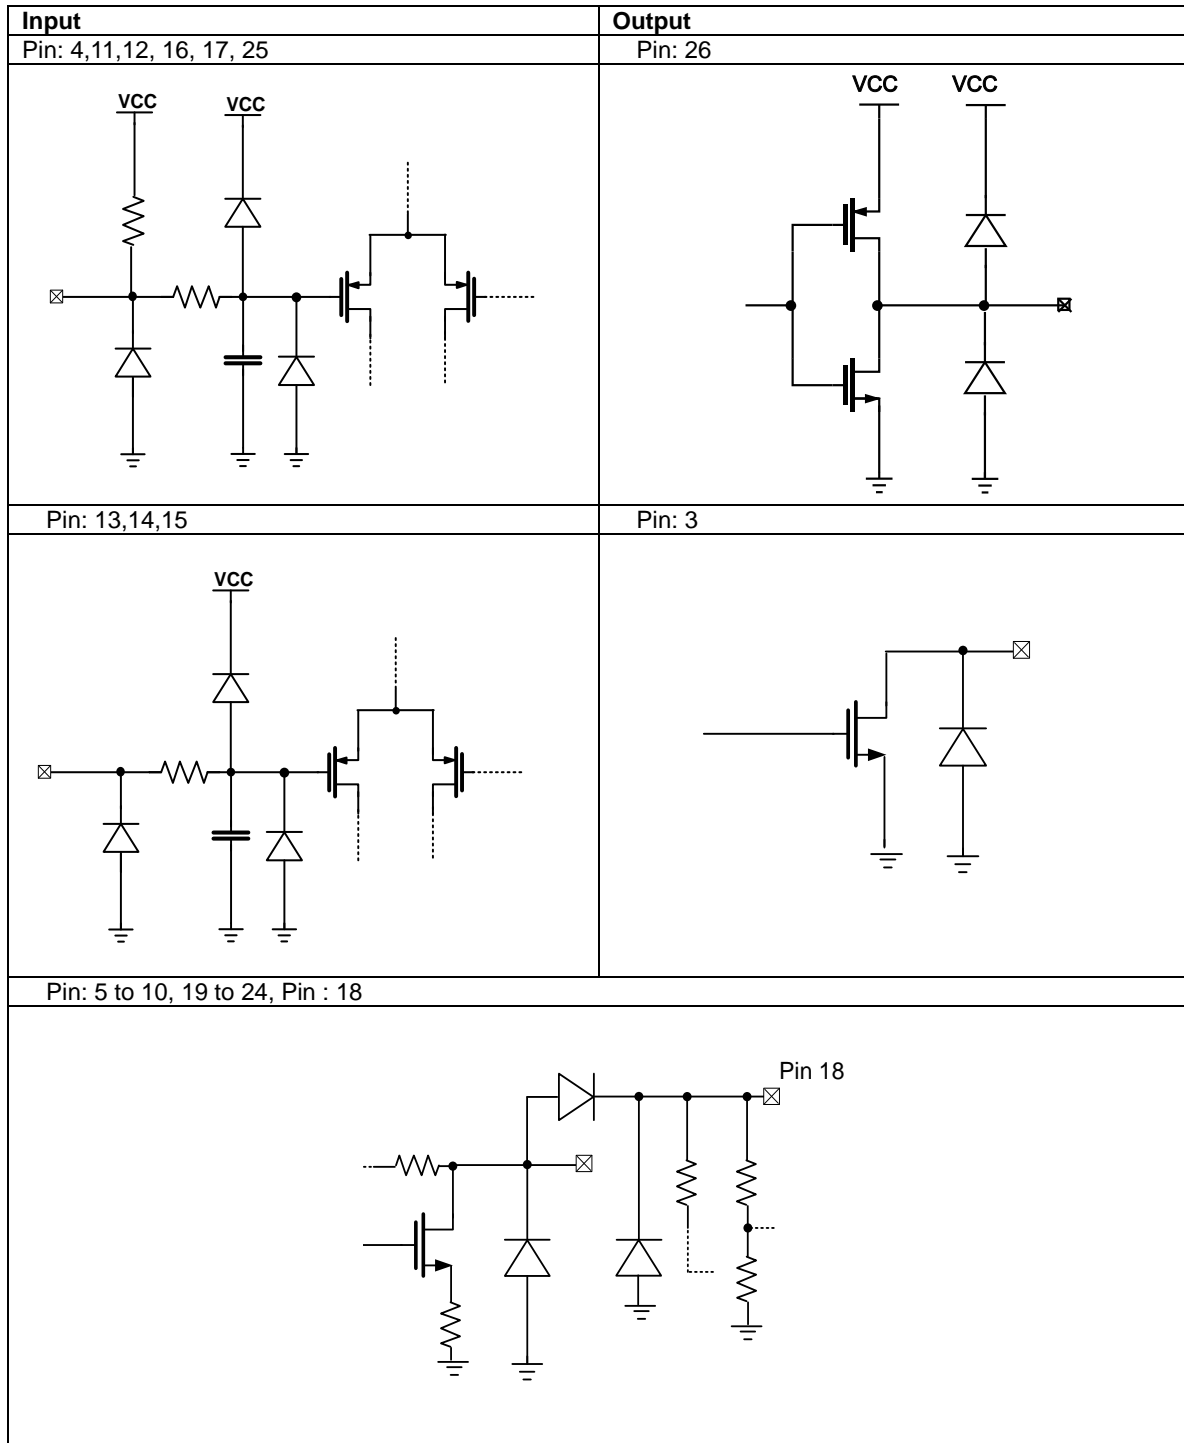 Input
Output
Pin: 4,11,12, 16, 17, 25
Pin: 26
VCC
VCC
VCC
VCC
Pin: 13,14,15
Pin: 3
VCC
Pin: 5 to 10, 19 to 24, Pin : 18
Pin 18